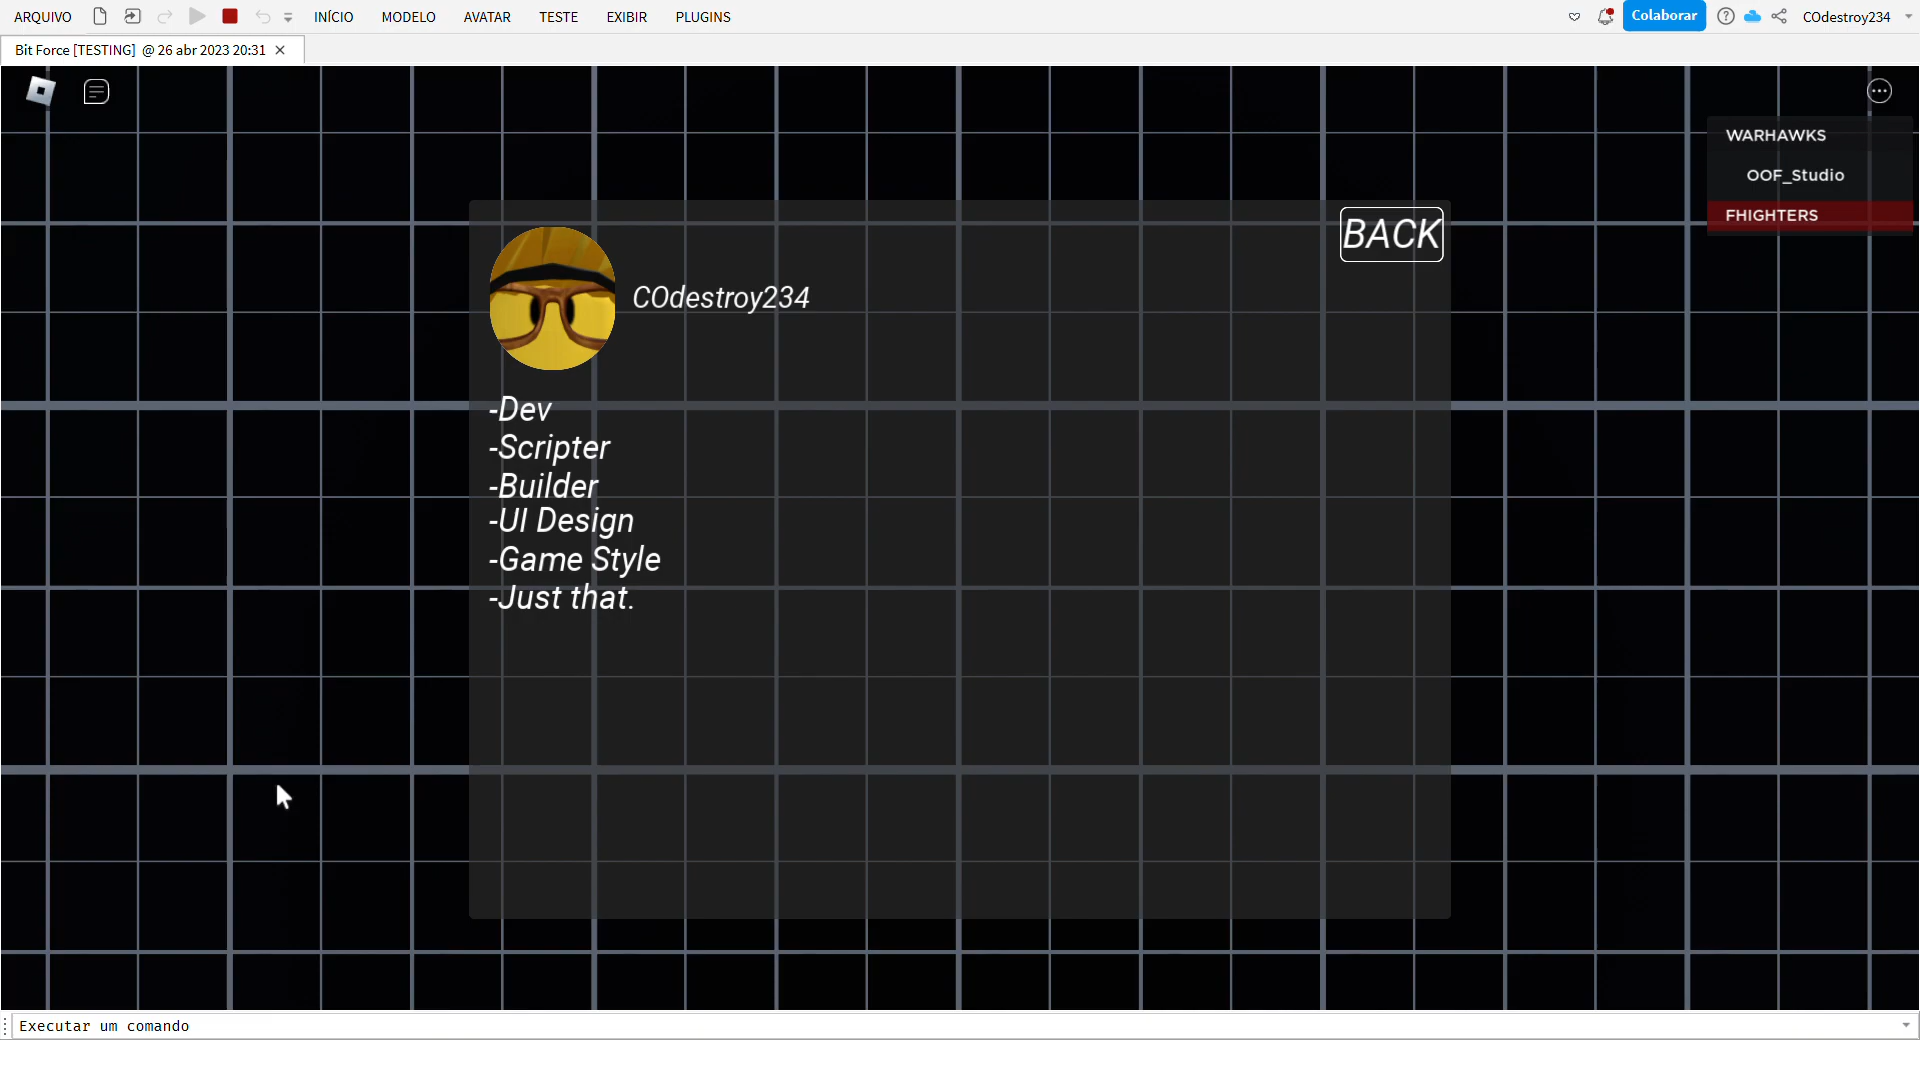 ARQUIVO INÍCIO MODELO AVATAR TESTE EXIBIR PLUGINS Colaborar COdestroy234
Bit Force [TESTING] @ 26 abr 2023 20:31
WARHAWKS
OOF_Studio
FHIGHTERS
BACK
COdestroy234
-Dev
-Scripter
-Builder
-UI Design
-Game Style
-Just that.
Executar um comando